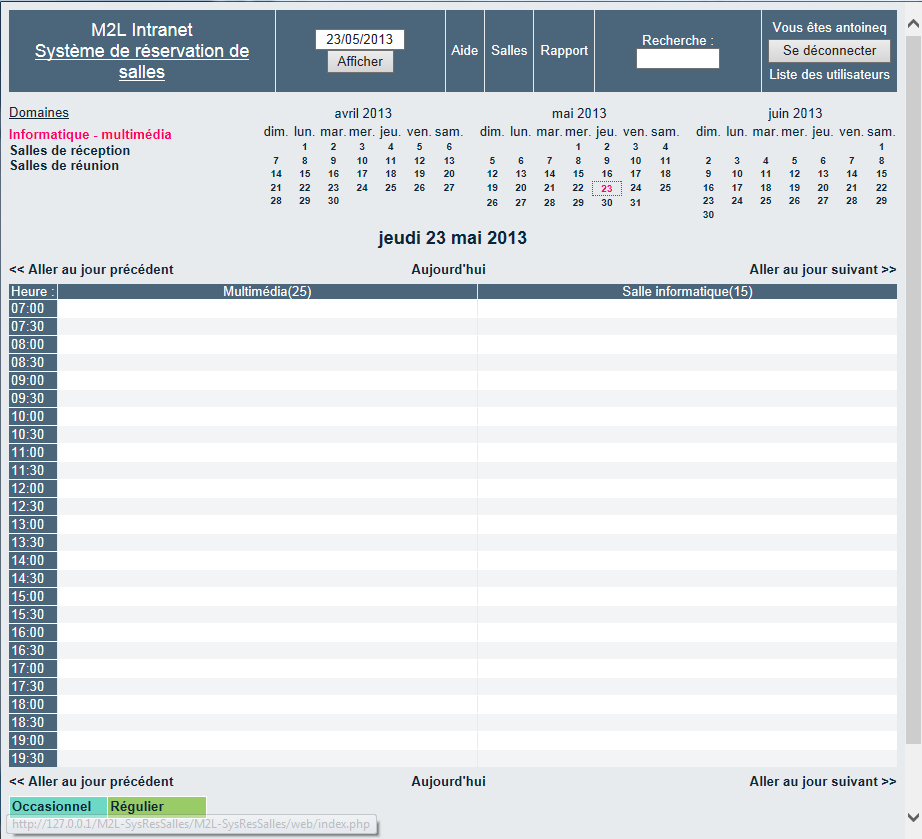 M2L Intranet
Système de réservation de
salles
23/05/2013
Afficher
Aide
Salles
Rapport
Recherche :
Vous êtes antoineq
Se déconnecter
Liste des utilisateurs
Domaines
Informatique - multimédia
Salles de réception
Salles de réunion
avril 2013
dim. lun. mar. mer. jeu. ven. sam.
1 2 3 4 5 6
7 8 9 10 11 12 13
14 15 16 17 18 19 20
21 22 23 24 25 26 27
28 29 30
mai 2013
dim. lun. mar. mer. jeu. ven. sam.
1 2 3 4
5 6 7 8 9 10 11
12 13 14 15 16 17 18
19 20 21 22 23 24 25
26 27 28 29 30 31
juin 2013
dim. lun. mar. mer. jeu. ven. sam.
1
2 3 4 5 6 7 8
9 10 11 12 13 14 15
16 17 18 19 20 21 22
23 24 25 26 27 28 29
30
jeudi 23 mai 2013
<< Aller au jour précédent Aujourd'hui Aller au jour suivant >>
Heure : Multimédia(25) Salle informatique(15)
07:00
07:30
08:00
08:30
09:00
09:30
10:00
10:30
11:00
11:30
12:00
12:30
13:00
13:30
14:00
14:30
15:00
15:30
16:00
16:30
17:00
17:30
18:00
18:30
19:00
19:30
<< Aller au jour précédent Aujourd'hui Aller au jour suivant >>
Occasionnel Régulier
http://127.0.0.1/M2L-SysResSalles/M2L-SysResSalles/web/index.php